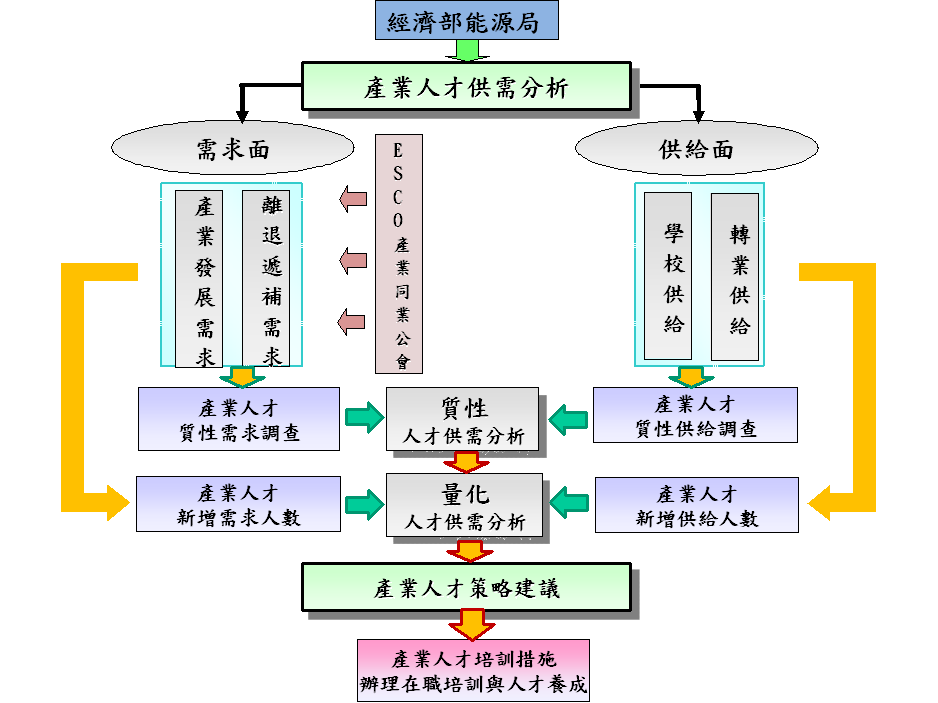 經濟部能源局
產業人才供需分析
需求面
供給面
產業發展需求
離退遞補需求
ESCO產業同業公會
學校供給
轉業供給
產業人才
質性需求調查
質性
人才供需分析
產業人才
質性供給調查
產業人才
新增需求人數
量化
人才供需分析
產業人才
新增供給人數
產業人才策略建議
產業人才培訓措施
辦理在職培訓與人才養成